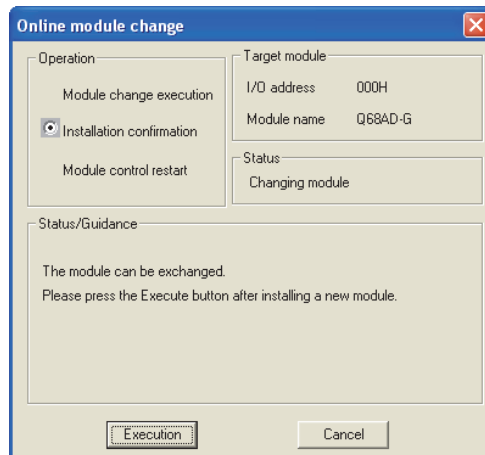 Online module change
Operation
Module change execution
Installation confirmation
Module control restart
Target module
I/O address 000H
Module name Q68AD-G
Status
Changing module
Status/Guidance
The module can be exchanged.
Please press the Execute button after installing a new module.
Execution Cancel